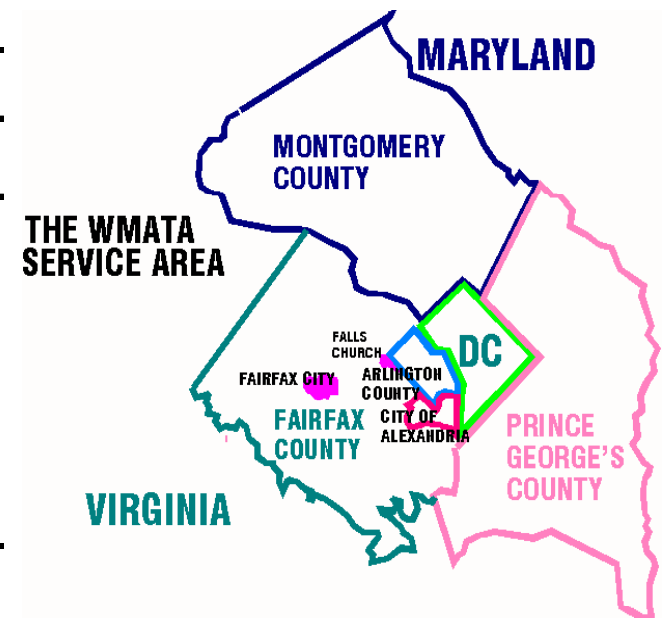 MARYLAND
MONTGOMERY
COUNTY
THE WMATA
SERVICE AREA
FALLS
CHURCH
DC
FAIRFAX CITY
ARLINGTON
COUNTY
CITY OF
ALEXANDRIA
FAIRFAX
COUNTY
PRINCE
GEORGE'S
COUNTY
VIRGINIA